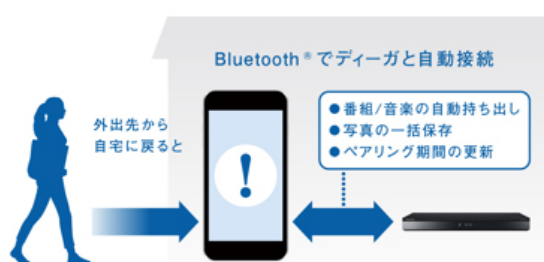 Bluetooth®でディーガと自動接続
外出先から
自宅に戻ると
!
●番組/音楽の自動持ち出し
●写真の一括保存
●ペアリング期間の更新